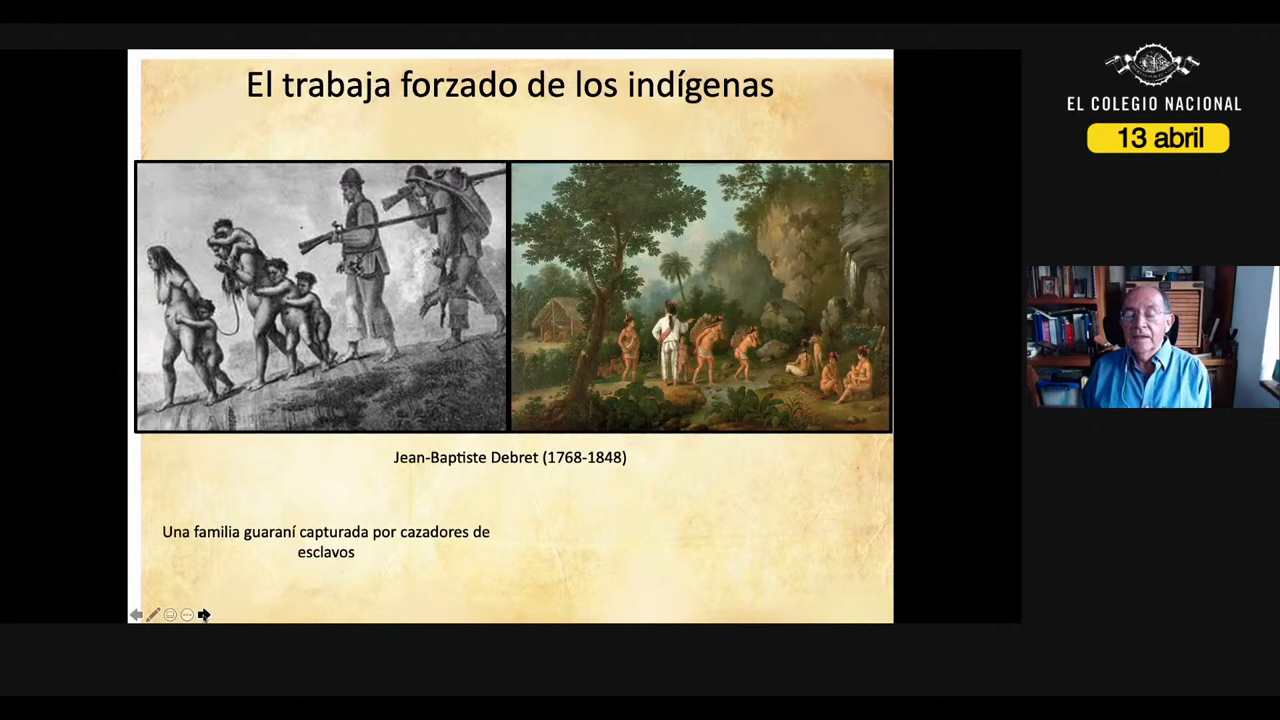 El trabaja forzado de los indígenas
EL COLEGIO NACIONAL
13 abril
Jean-Baptiste Debret (1768-1848)
Una familia guaraní capturada por cazadores de
esclavos